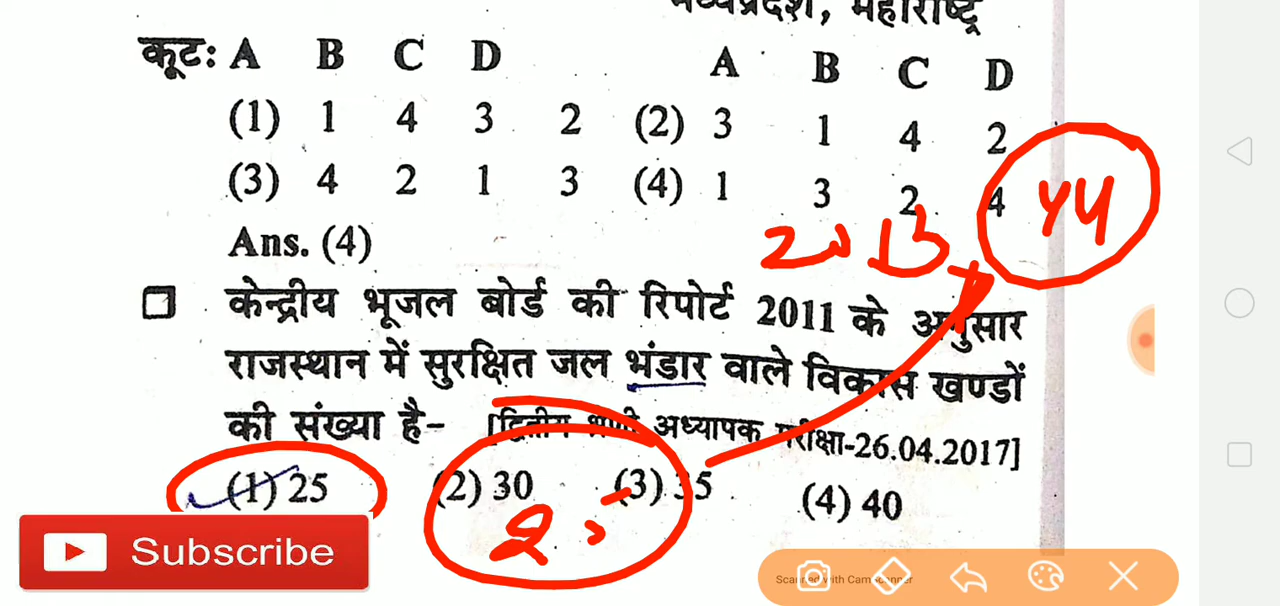 मध्यप्रदेश, महाराष्ट्र
कूटः A B C D A B C D
(1) 1 4 3 2 (2) 3 1 4 2
(3) 4 2 1 3 (4) 1 3 2 4
Ans. (4)
2013
44
केन्द्रीय भूजल बोर्ड की रिपोर्ट 2011 के अनुसार
राजस्थान में सुरक्षित जल भंडार वाले विकास खण्डों
की संख्या है- [द्वितीय श्रेणी अध्यापक परीक्षा-26.04.2017]
(1) 25 (2) 30 (3) 35 (4) 40
Subscribe
Scanned with CamScanner